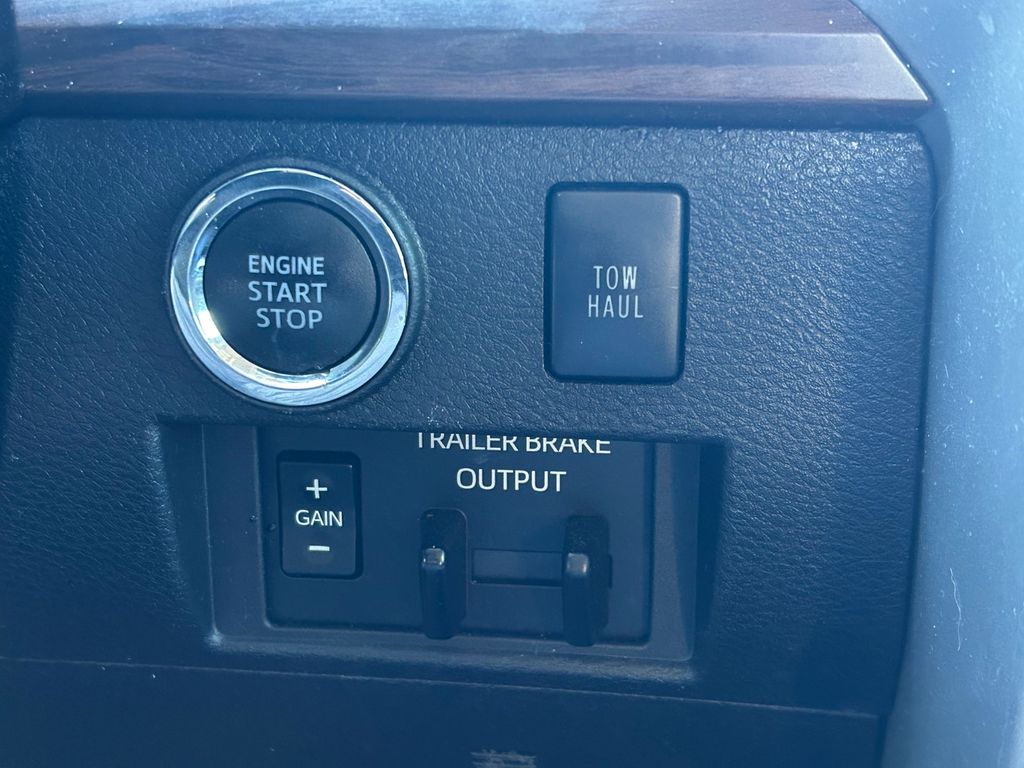 ENGINE
START
STOP
TOW
HAUL
TRAILER BRAKE
OUTPUT
+
GAIN
-